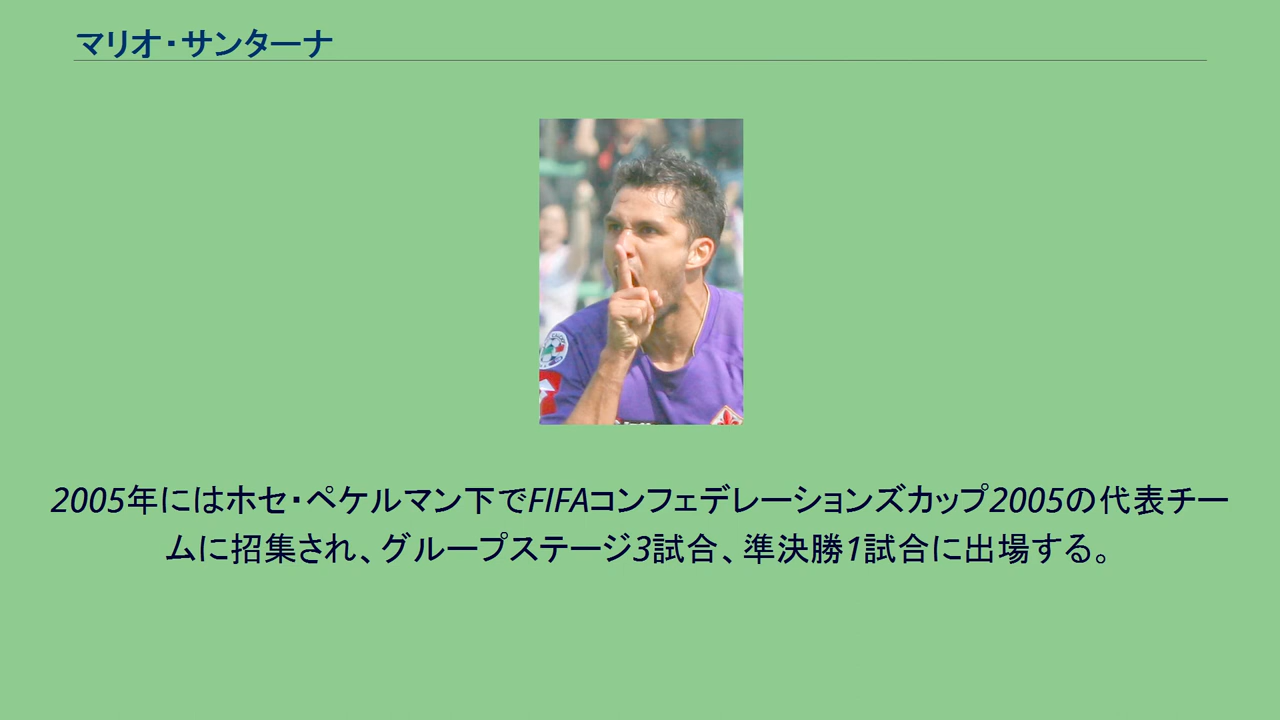 マリオ・サンターナ
2005年にはホセ・ペケルマン下でFIFAコンフェデレーションズカップ2005の代表チー
ムに招集され、グループステージ3試合、準決勝1試合に出場する。